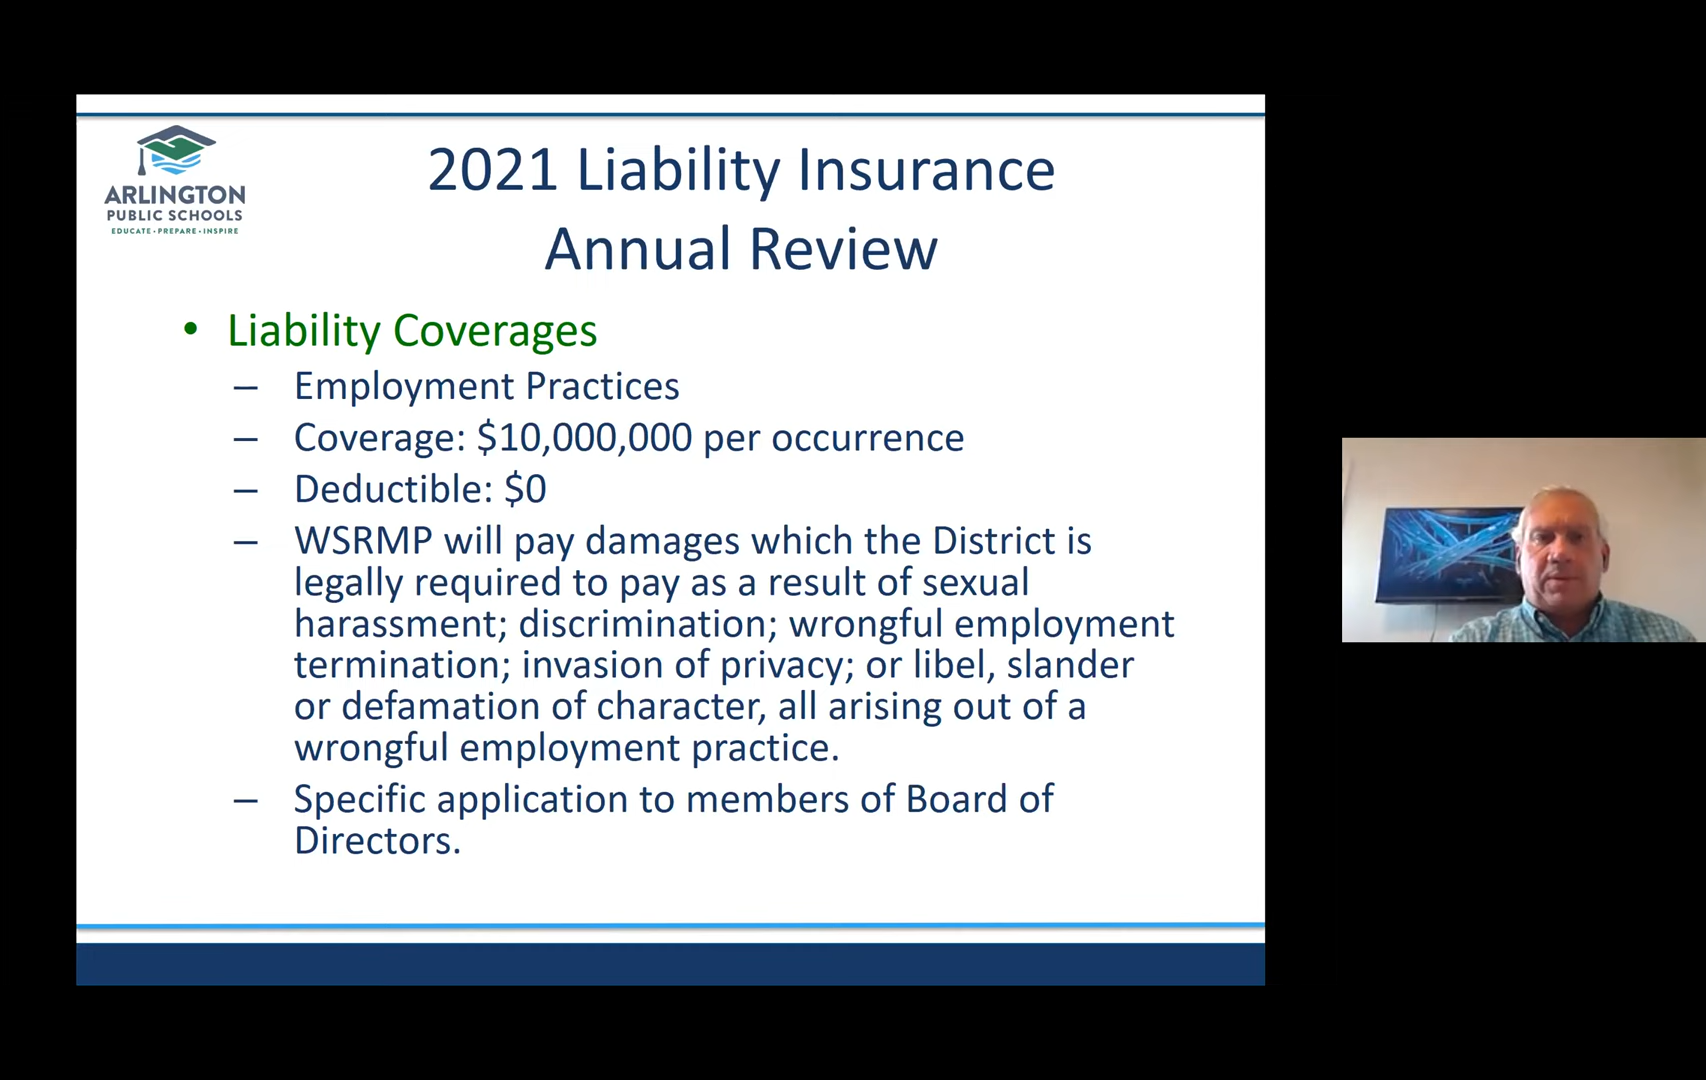 ARLINGTON
PUBLIC SCHOOLS
EDUCATE • PREPARE • INSPIRE
2021 Liability Insurance
Annual Review
• Liability Coverages
– Employment Practices
– Coverage: $10,000,000 per occurrence
– Deductible: $0
– WSRMP will pay damages which the District is
legally required to pay as a result of sexual
harassment; discrimination; wrongful employment
termination; invasion of privacy; or libel, slander
or defamation of character, all arising out of a
wrongful employment practice.
– Specific application to members of Board of
Directors.